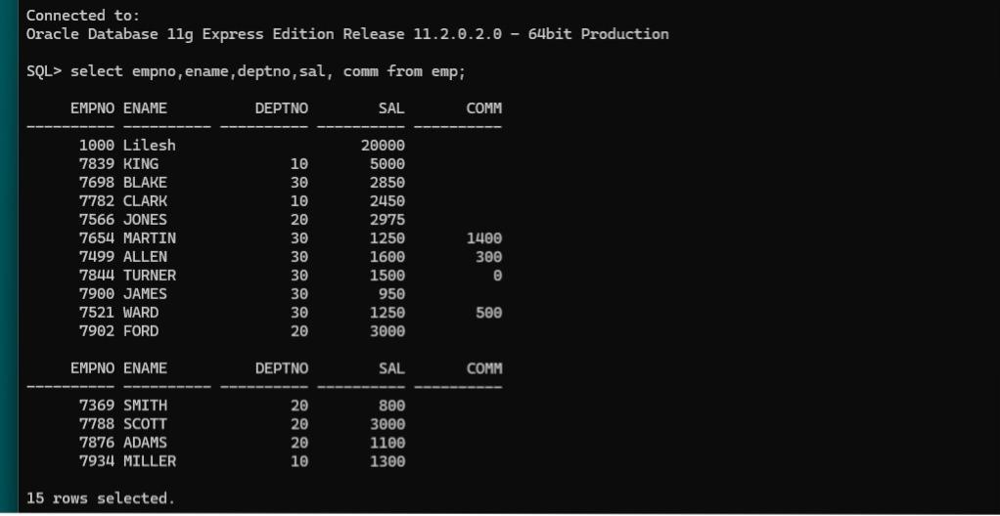 Connected to:
Oracle Database 11g Express Edition Release 11.2.0.2.0 - 64bit Production
SQL> select empno,ename,deptno,sal, comm from emp;
     EMPNO ENAME          DEPTNO        SAL       COMM
---------- ---------- ---------- ---------- ----------
      1000 Lilesh                     20000
      7839 KING               10       5000
      7698 BLAKE              30       2850
      7782 CLARK              10       2450
      7566 JONES              20       2975
      7654 MARTIN             30       1250       1400
      7499 ALLEN              30       1600        300
      7844 TURNER             30       1500          0
      7900 JAMES              30        950
      7521 WARD               30       1250        500
      7902 FORD               20       3000
     EMPNO ENAME          DEPTNO        SAL       COMM
---------- ---------- ---------- ---------- ----------
      7369 SMITH              20        800
      7788 SCOTT              20       3000
      7876 ADAMS              20       1100
      7934 MILLER             10       1300
15 rows selected.